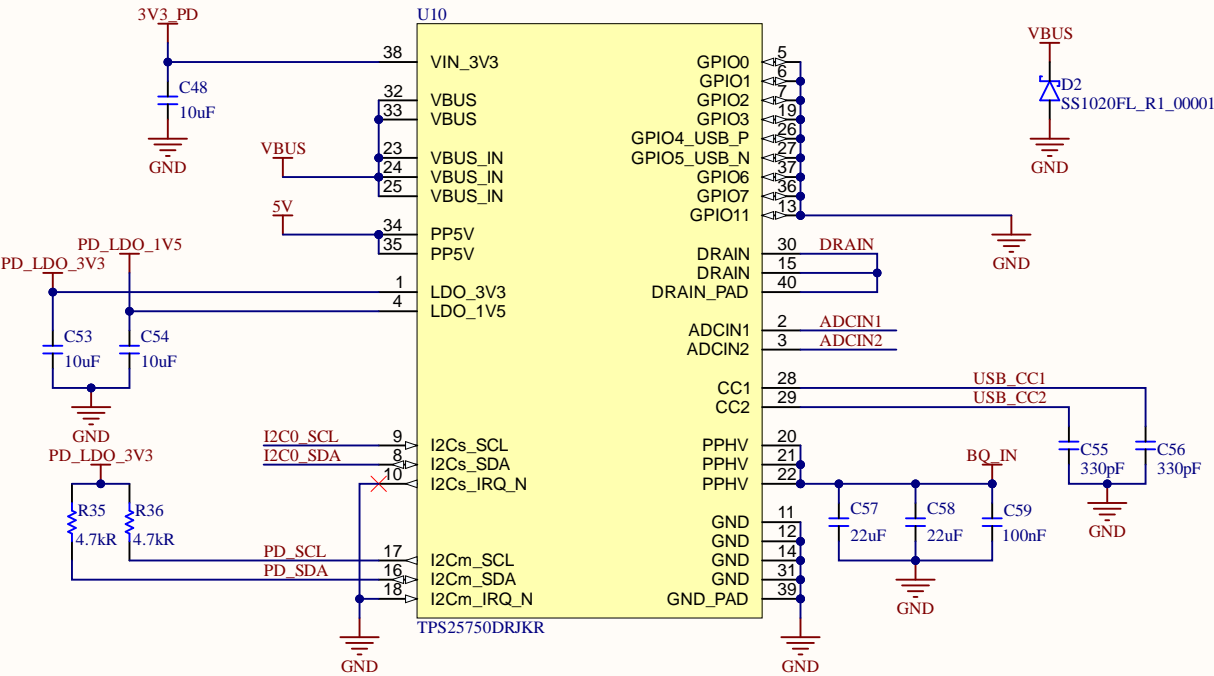 3V3_PD
U10
VBUS
38 VIN_3V3
C48
10uF
GND
32 VBUS
33 VBUS
VBUS
23 VBUS_IN
24 VBUS_IN
25 VBUS_IN
5V
34 PP5V
35 PP5V
PD_LDO_1V5
PD_LDO_3V3
1 LDO_3V3
4 LDO_1V5
C53
10uF
C54
10uF
GND
I2C0_SCL 9 I2Cs_SCL
I2C0_SDA 8 I2Cs_SDA
10 I2Cs_IRQ_N
PD_LDO_3V3
R35
4.7kR
R36
4.7kR
PD_SCL 17 I2Cm_SCL
PD_SDA 16 I2Cm_SDA
18 I2Cm_IRQ_N
GND
TPS25750DRJKR
GPIO0 5
GPIO1 6
GPIO2 7
GPIO3 19
GPIO4_USB_P 26
GPIO5_USB_N 27
GPIO6 37
GPIO7 36
GPIO11 13
GND
D2
SS1020FL_R1_00001
GND
DRAIN 30 DRAIN
DRAIN 15
DRAIN_PAD 40
ADCIN1 2 ADCIN1
ADCIN2 3 ADCIN2
CC1 28 USB_CC1
CC2 29 USB_CC2
C55
330pF
C56
330pF
GND
PPHV 20
PPHV 21
PPHV 22
BQ_IN
C57
22uF
C58
22uF
C59
100nF
GND
GND 11
GND 12
GND 14
GND 31
GND_PAD 39
GND